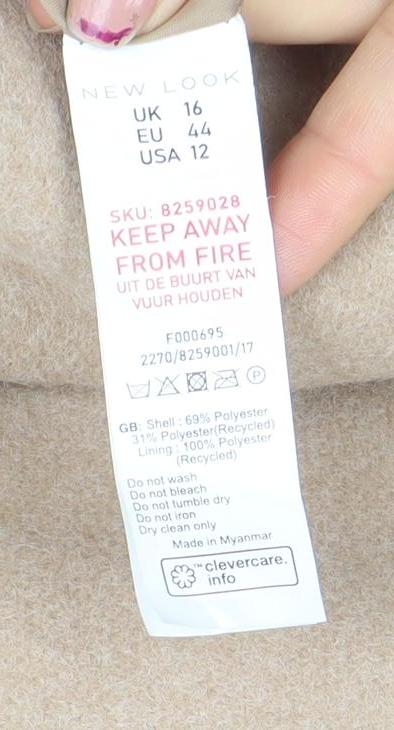 NEW LOOK
UK 16
EU 44
USA 12
SKU: 8259028
KEEP AWAY
FROM FIRE
UIT DE BUURT VAN
VUUR HOUDEN
F000695
2270/8259001/17
P
GB: Shell : 69% Polyester
31% Polyester(Recycled)
Lining : 100% Polyester
(Recycled)
Do not wash
Do not bleach
Do not tumble dry
Do not iron
Dry clean only
Made in Myanmar
™clevercare.
info